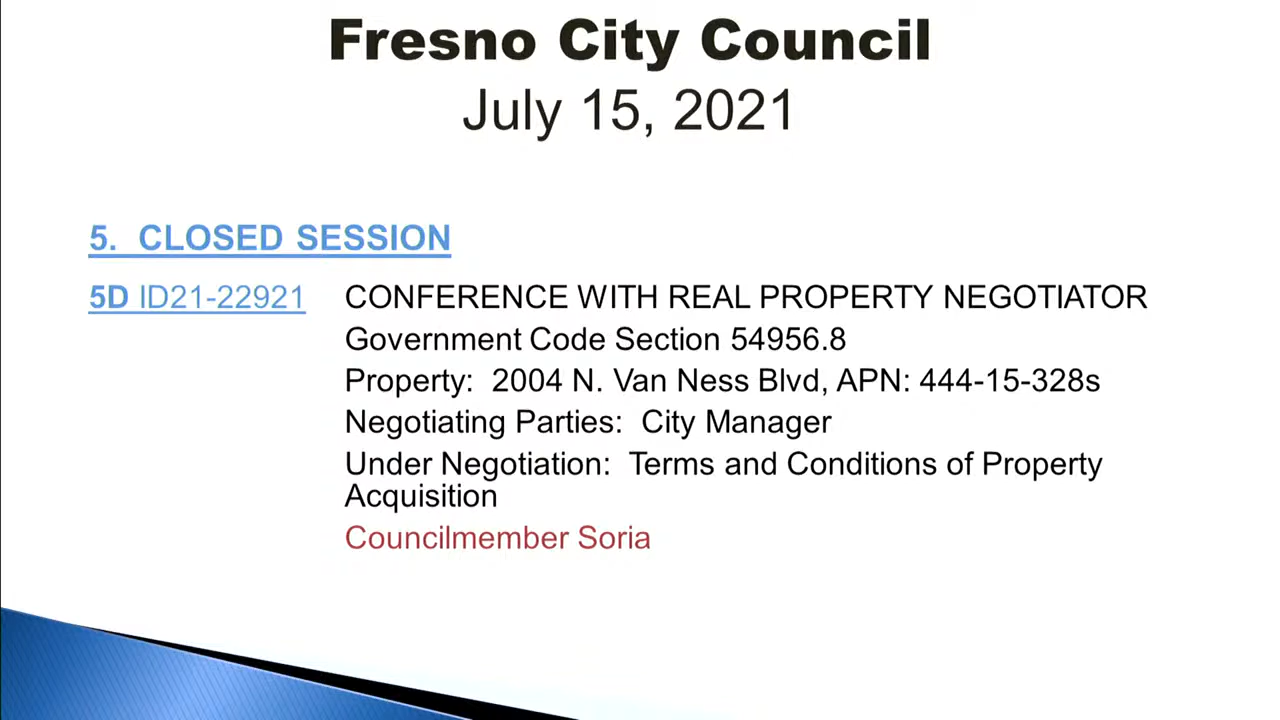 Fresno City Council
July 15, 2021
5. CLOSED SESSION
5D ID21-22921 CONFERENCE WITH REAL PROPERTY NEGOTIATOR
Government Code Section 54956.8
Property: 2004 N. Van Ness Blvd, APN: 444-15-328s
Negotiating Parties: City Manager
Under Negotiation: Terms and Conditions of Property
Acquisition
Councilmember Soria